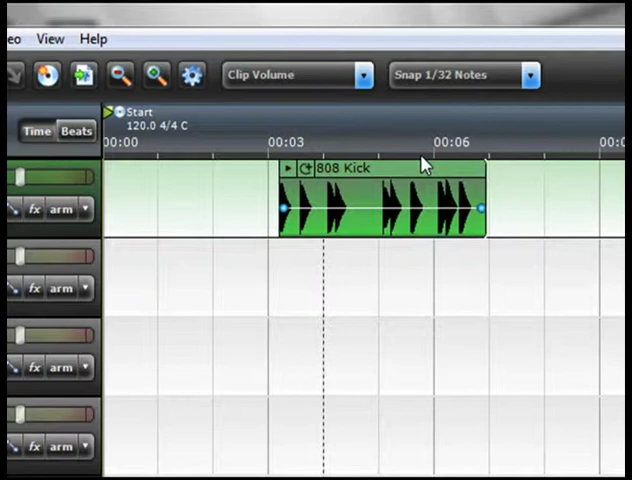 eo View Help
Clip Volume Snap 1/32 Notes
Start
Time Beats 120.0 4/4 C
00:00 00:03 00:06 00:0
808 Kick
fx arm
fx arm
fx arm
fx arm